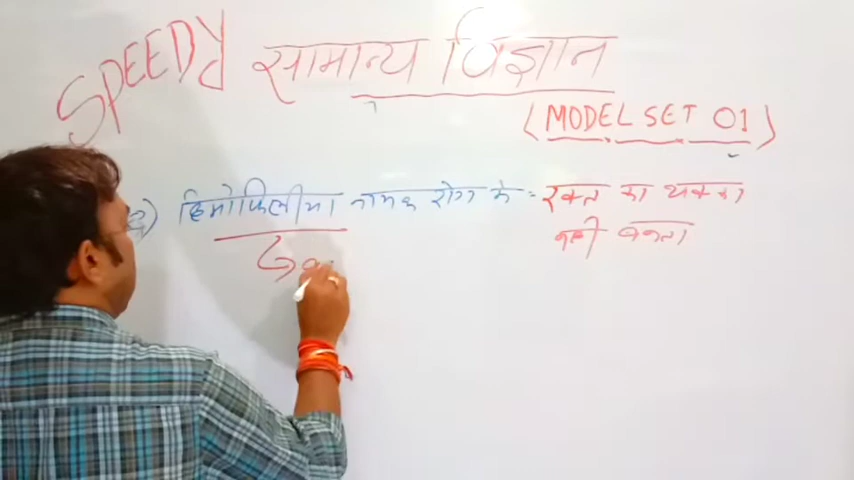 SPEEDY सामान्य विज्ञान
(MODEL SET 01)
हिमोफिलीया नामक रोग के = रक्त का थक्का
नही बनता